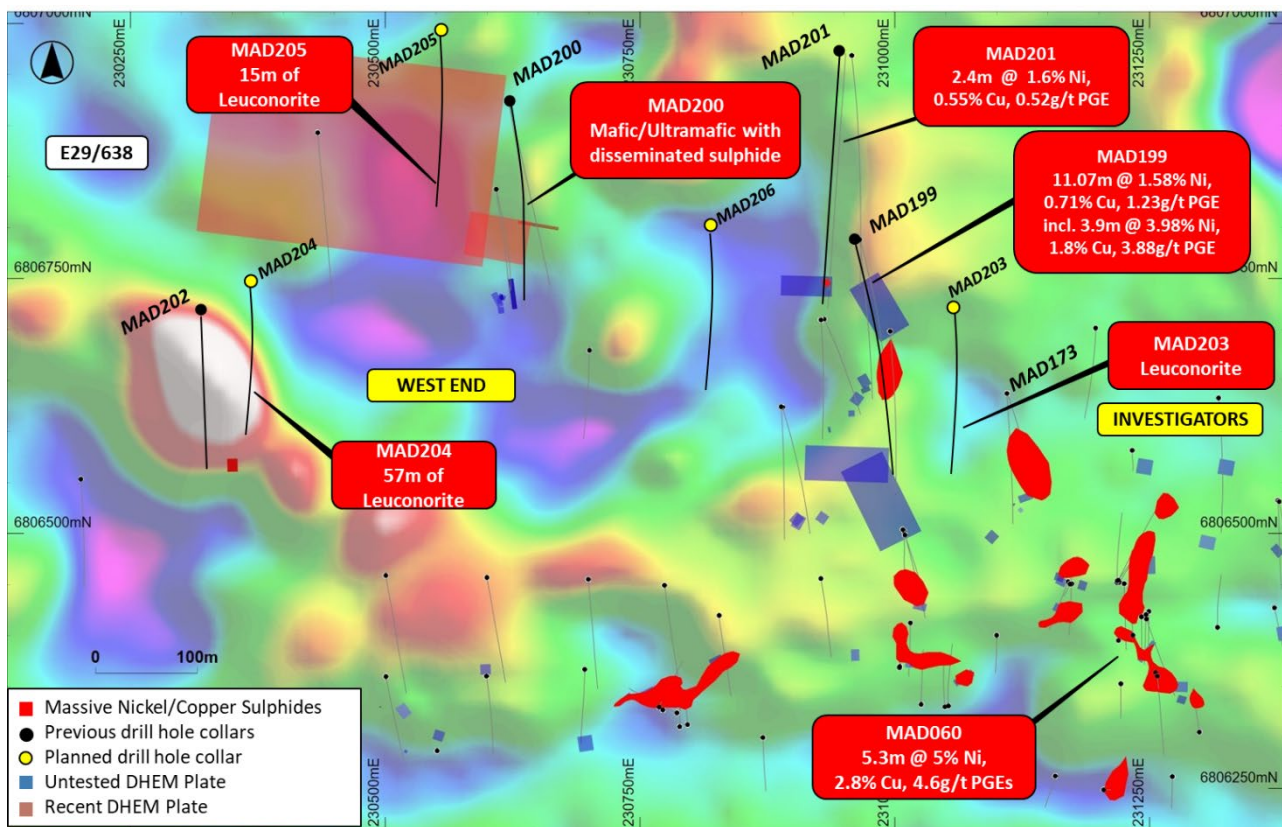 6807000mN
6807000mN
230250mE
230500mE
230750mE
231000mE
231250mE
MAD205
15m of
Leuconorite
MAD205
MAD200
MAD201
MAD201
2.4m @ 1.6% Ni,
0.55% Cu, 0.52g/t PGE
E29/638
MAD200
Mafic/Ultramafic with
disseminated sulphide
MAD199
11.07m @ 1.58% Ni,
0.71% Cu, 1.23g/t PGE
incl. 3.9m @ 3.98% Ni,
1.8% Cu, 3.88g/t PGE
MAD206
MAD199
6806750mN
MAD204
MAD203
MAD202
WEST END
MAD173
MAD203
Leuconorite
INVESTIGATORS
MAD204
57m of
Leuconorite
6806500mN
6806500mN
0 100m
Massive Nickel/Copper Sulphides
Previous drill hole collars
Planned drill hole collar
Untested DHEM Plate
Recent DHEM Plate
MAD060
5.3m @ 5% Ni,
2.8% Cu, 4.6g/t PGEs
6806250mN
230500mE
230750mE
231250mE